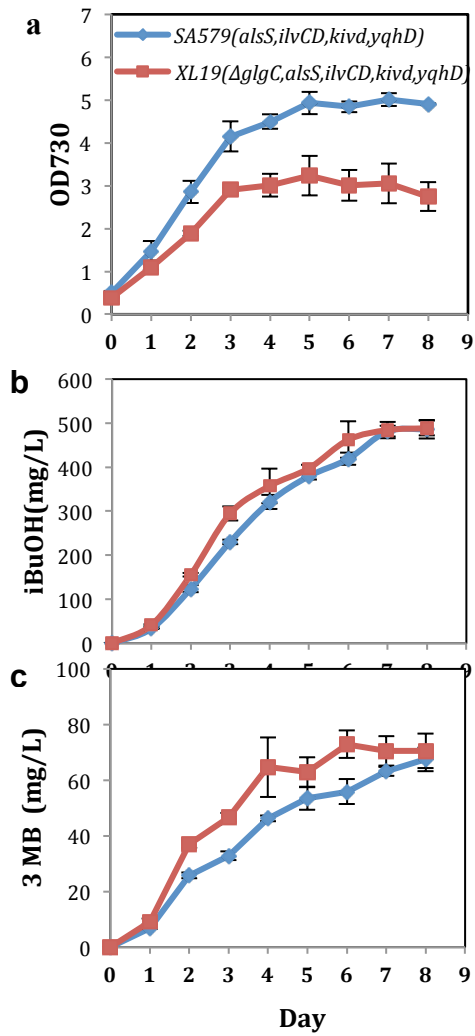 a
SA579(alsS,ilvCD,kivd,yqhD)
XL19(ΔglgC,alsS,ilvCD,kivd,yqhD)
OD730
7
6
5
4
3
2
1
0
0 1 2 3 4 5 6 7 8 9
b
iBuOH(mg/L)
600
500
400
300
200
100
0
0 1 2 3 4 5 6 7 8 9
c
3 MB (mg/L)
100
80
60
40
20
0
0 1 2 3 4 5 6 7 8 9
Day